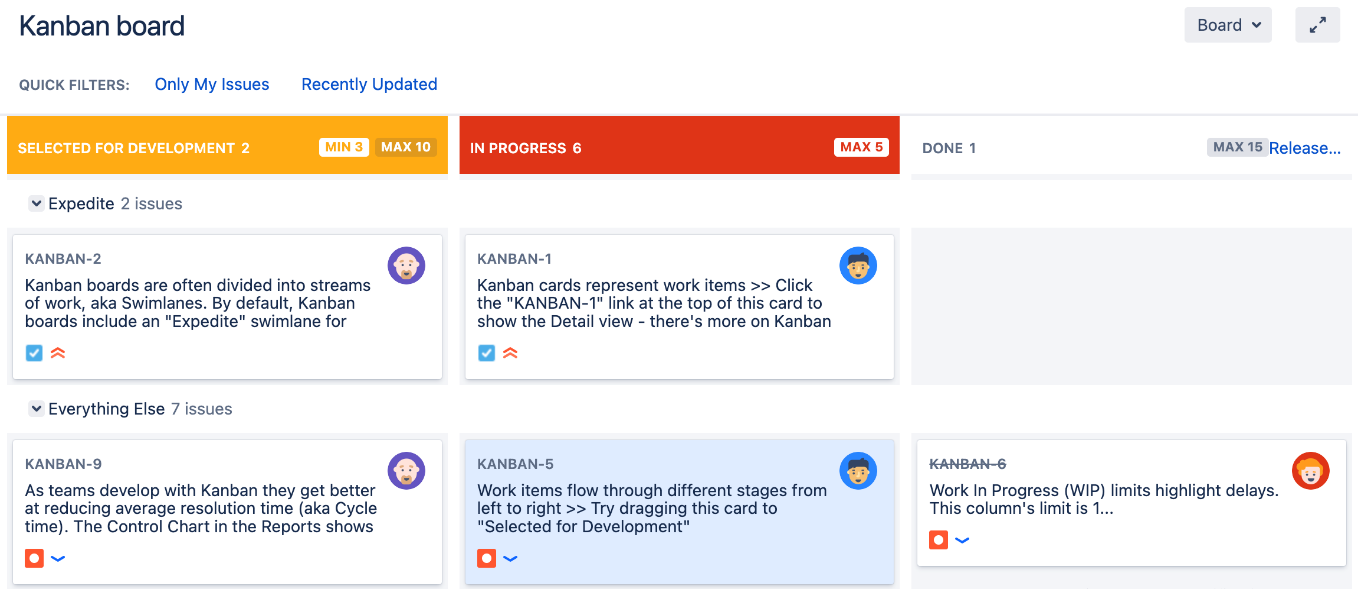 Kanban board
Board
QUICK FILTERS: Only My Issues Recently Updated
SELECTED FOR DEVELOPMENT 2 MIN 3 MAX 10
IN PROGRESS 6 MAX 5
DONE 1 MAX 15 Release...
Expedite 2 issues
KANBAN-2
Kanban boards are often divided into streams
of work, aka Swimlanes. By default, Kanban
boards include an "Expedite" swimlane for
KANBAN-1
Kanban cards represent work items >> Click
the "KANBAN-1" link at the top of this card to
show the Detail view - there's more on Kanban
Everything Else 7 issues
KANBAN-9
As teams develop with Kanban they get better
at reducing average resolution time (aka Cycle
time). The Control Chart in the Reports shows
KANBAN-5
Work items flow through different stages from
left to right >> Try dragging this card to
"Selected for Development"
KANBAN-6
Work In Progress (WIP) limits highlight delays.
This column's limit is 1...